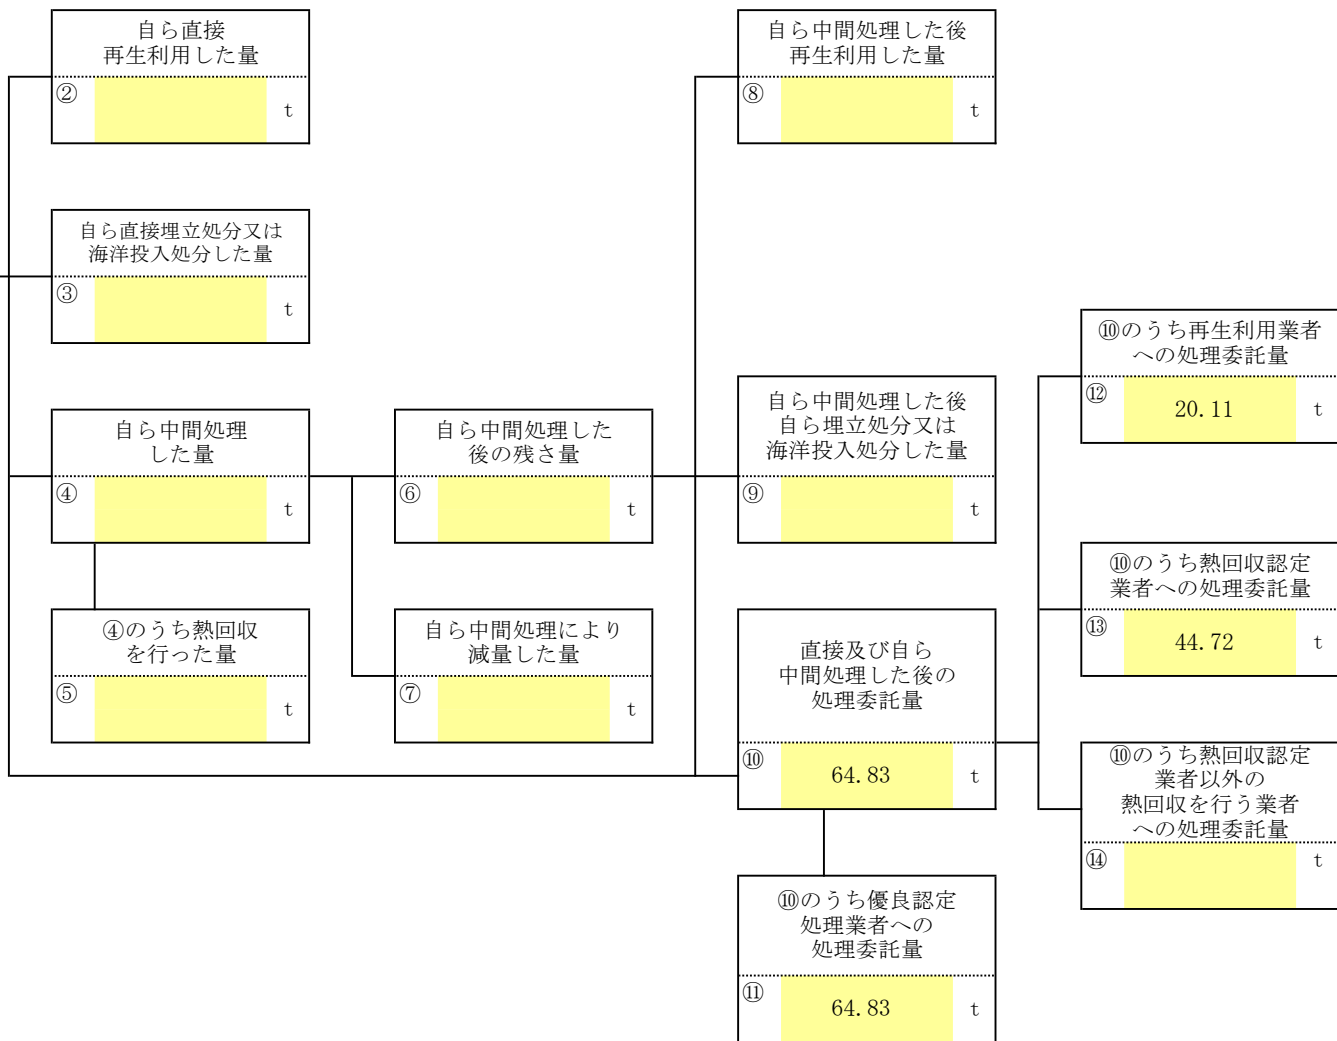 自ら直接
再生利用した量
②
t
自ら中間処理した後
再生利用した量
⑧
t
自ら直接埋立処分又は
海洋投入処分した量
③
t
⑩のうち再生利用業者
への処理委託量
⑫
20.11
t
自ら中間処理
した量
④
t
自ら中間処理した
後の残さ量
⑥
t
自ら中間処理した後
自ら埋立処分又は
海洋投入処分した量
⑨
t
⑩のうち熱回収認定
業者への処理委託量
⑬
44.72
t
④のうち熱回収
を行った量
⑤
t
自ら中間処理により
減量した量
⑦
t
直接及び自ら
中間処理した後の
処理委託量
⑩
64.83
t
⑩のうち熱回収認定
業者以外の
熱回収を行う業者
への処理委託量
⑭
t
⑩のうち優良認定
処理業者への
処理委託量
⑪
64.83
t